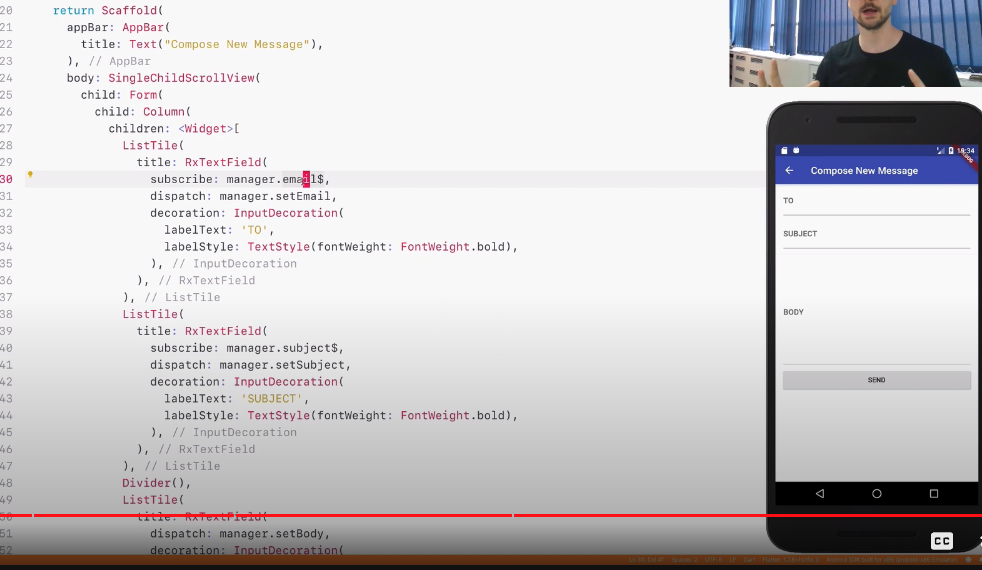 20 return Scaffold(
21 appBar: AppBar(
22 title: Text("Compose New Message"),
23 ), // AppBar
24 body: SingleChildScrollView(
25 child: Form(
26 child: Column(
27 children: <Widget>[
28 ListTile(
29 title: RxTextField(
30 subscribe: manager.email$,
31 dispatch: manager.setEmail,
32 decoration: InputDecoration(
33 labelText: 'TO',
34 labelStyle: TextStyle(fontWeight: FontWeight.bold),
35 ), // InputDecoration
36 ), // RxTextField
37 ), // ListTile
38 ListTile(
39 title: RxTextField(
40 subscribe: manager.subject$,
41 dispatch: manager.setSubject,
42 decoration: InputDecoration(
43 labelText: 'SUBJECT',
44 labelStyle: TextStyle(fontWeight: FontWeight.bold),
45 ), // InputDecoration
46 ), // RxTextField
47 ), // ListTile
48 Divider(),
49 ListTile(
50 title: RxTextField(
51 dispatch: manager.setBody,
52 decoration: InputDecoration(
Compose New Message
TO
SUBJECT
BODY
SEND
CC